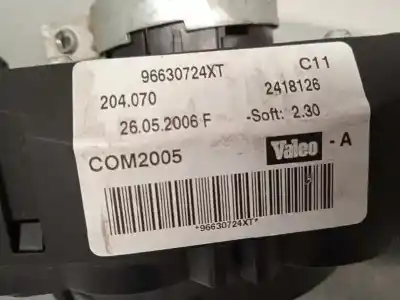 96630724XT C11
204.070 2418126
26.05.2006 F -Soft: 2.30
COM2005 Valeo - A
*96630724XT*